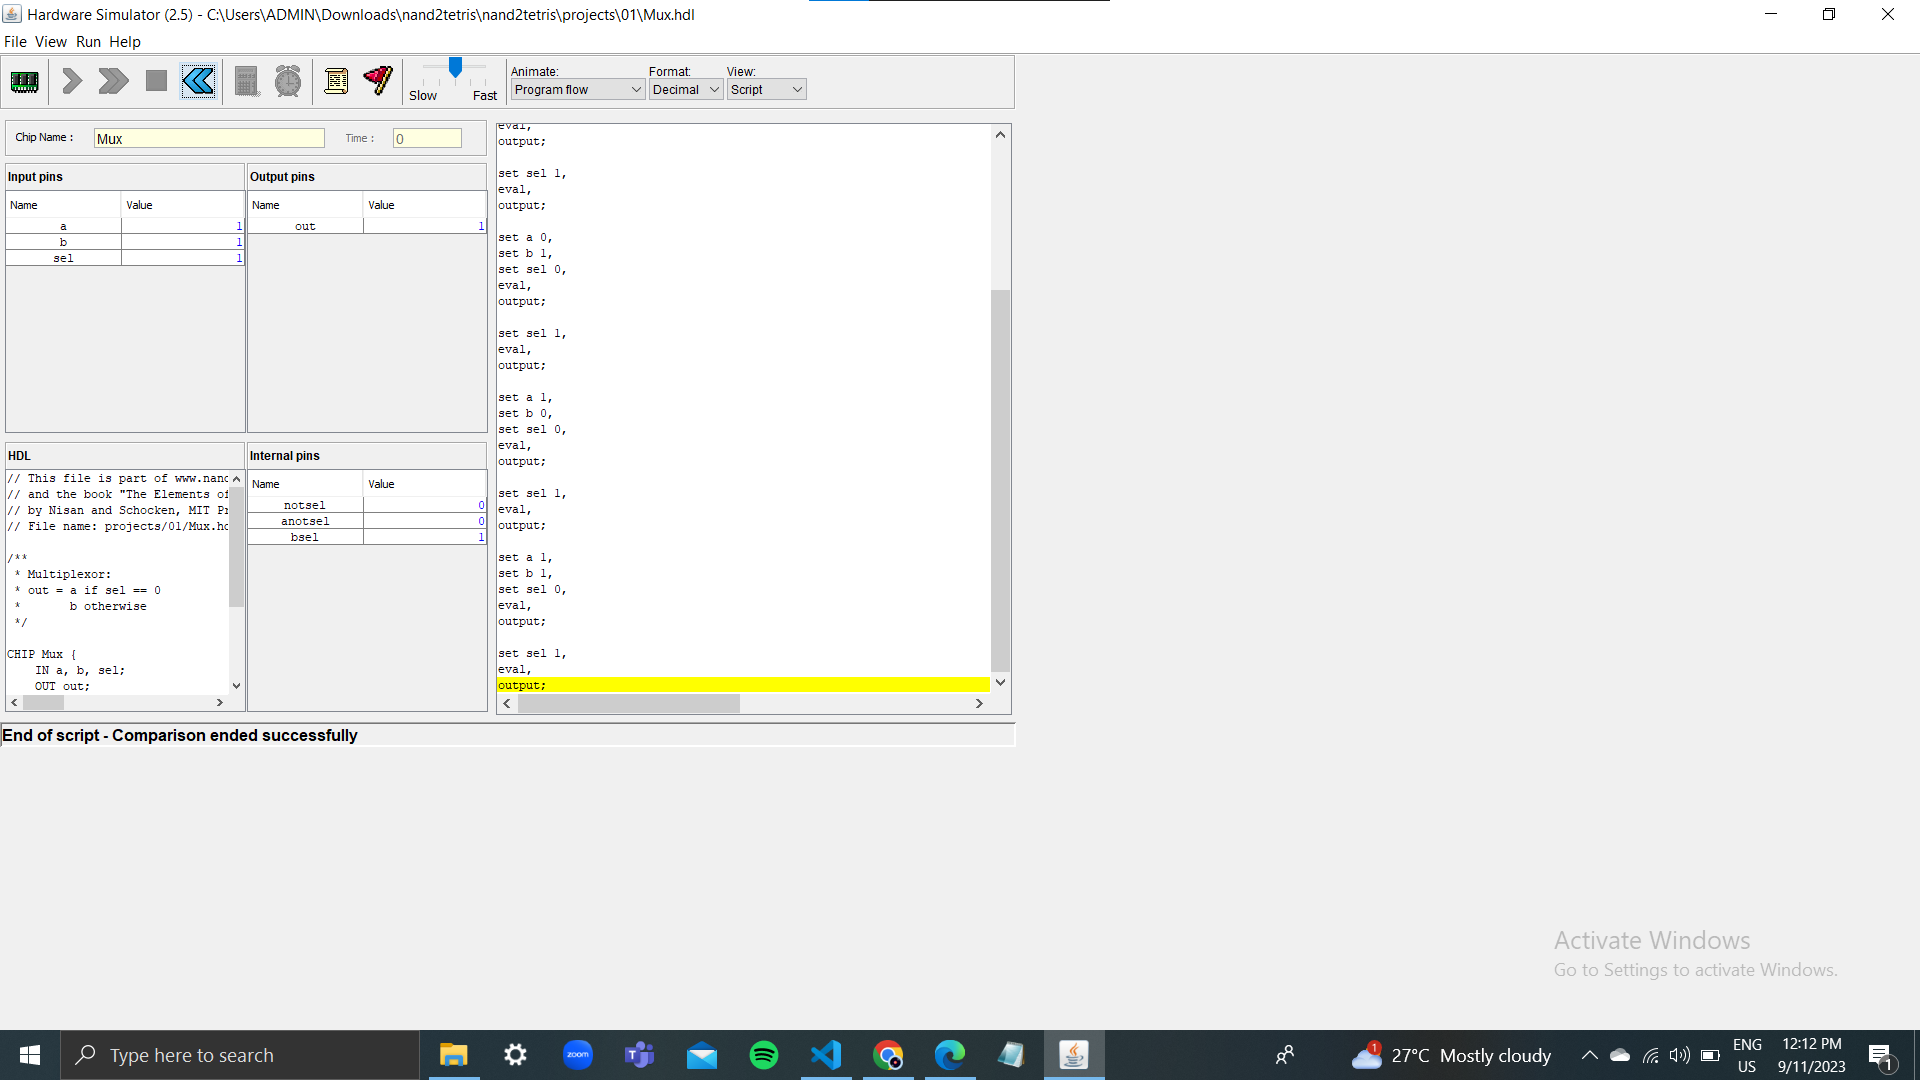 Hardware Simulator (2.5) - C:\Users\ADMIN\Downloads\nand2tetris\nand2tetris\projects\01\Mux.hdl
File View Run Help
Slow Fast
Animate: Format: View:
Program flow Decimal Script
Chip Name : Mux Time : 0
Input pins
Name Value
a 1
b 1
sel 1
Output pins
Name Value
out 1
HDL
// This file is part of www.nand
// and the book "The Elements of
// by Nisan and Schocken, MIT Pr
// File name: projects/01/Mux.hd
/**
* Multiplexor:
* out = a if sel == 0
* b otherwise
*/
CHIP Mux {
IN a, b, sel;
OUT out;
Internal pins
Name Value
notsel 0
anotsel 0
bsel 1
eval,
output;
set sel 1,
eval,
output;
set a 0,
set b 1,
set sel 0,
eval,
output;
set sel 1,
eval,
output;
set a 1,
set b 0,
set sel 0,
eval,
output;
set sel 1,
eval,
output;
set a 1,
set b 1,
set sel 0,
eval,
output;
set sel 1,
eval,
output;
End of script - Comparison ended successfully
Activate Windows
Go to Settings to activate Windows.
Type here to search
zoom
1
27°C Mostly cloudy
ENG
US
12:12 PM
9/11/2023
1